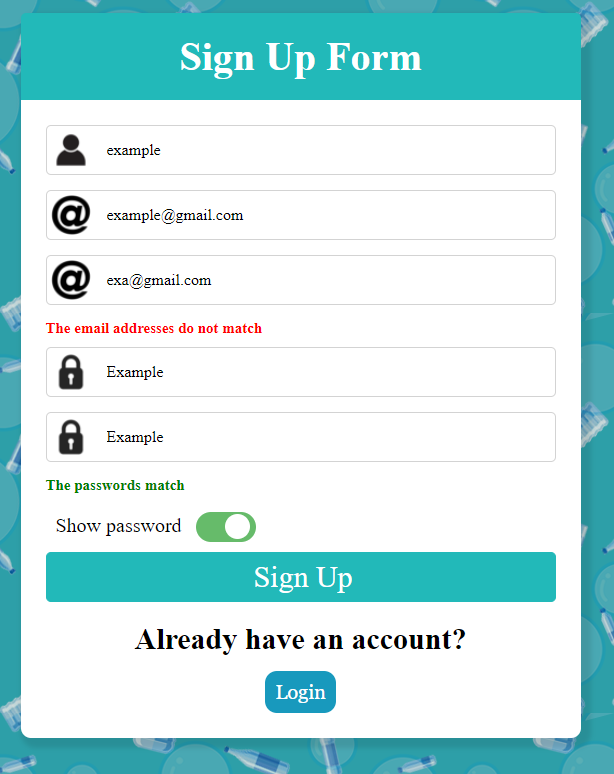 Sign Up Form
example
example@gmail.com
exa@gmail.com
The email addresses do not match
Example
Example
The passwords match
Show password
Sign Up
Already have an account?
Login